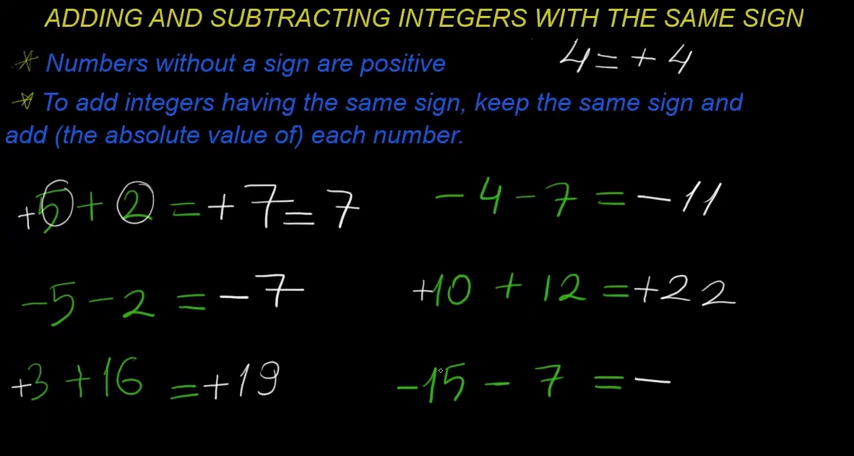 ADDING AND SUBTRACTING INTEGERS WITH THE SAME SIGN
* Numbers without a sign are positive
4 = + 4
* To add integers having the same sign, keep the same sign and
add (the absolute value of) each number.
+5 + 2 = +7 = 7
- 4 - 7 = - 11
-5 - 2 = - 7
+10 + 12 = +22
+3 + 16 = +19
-15 - 7 = -